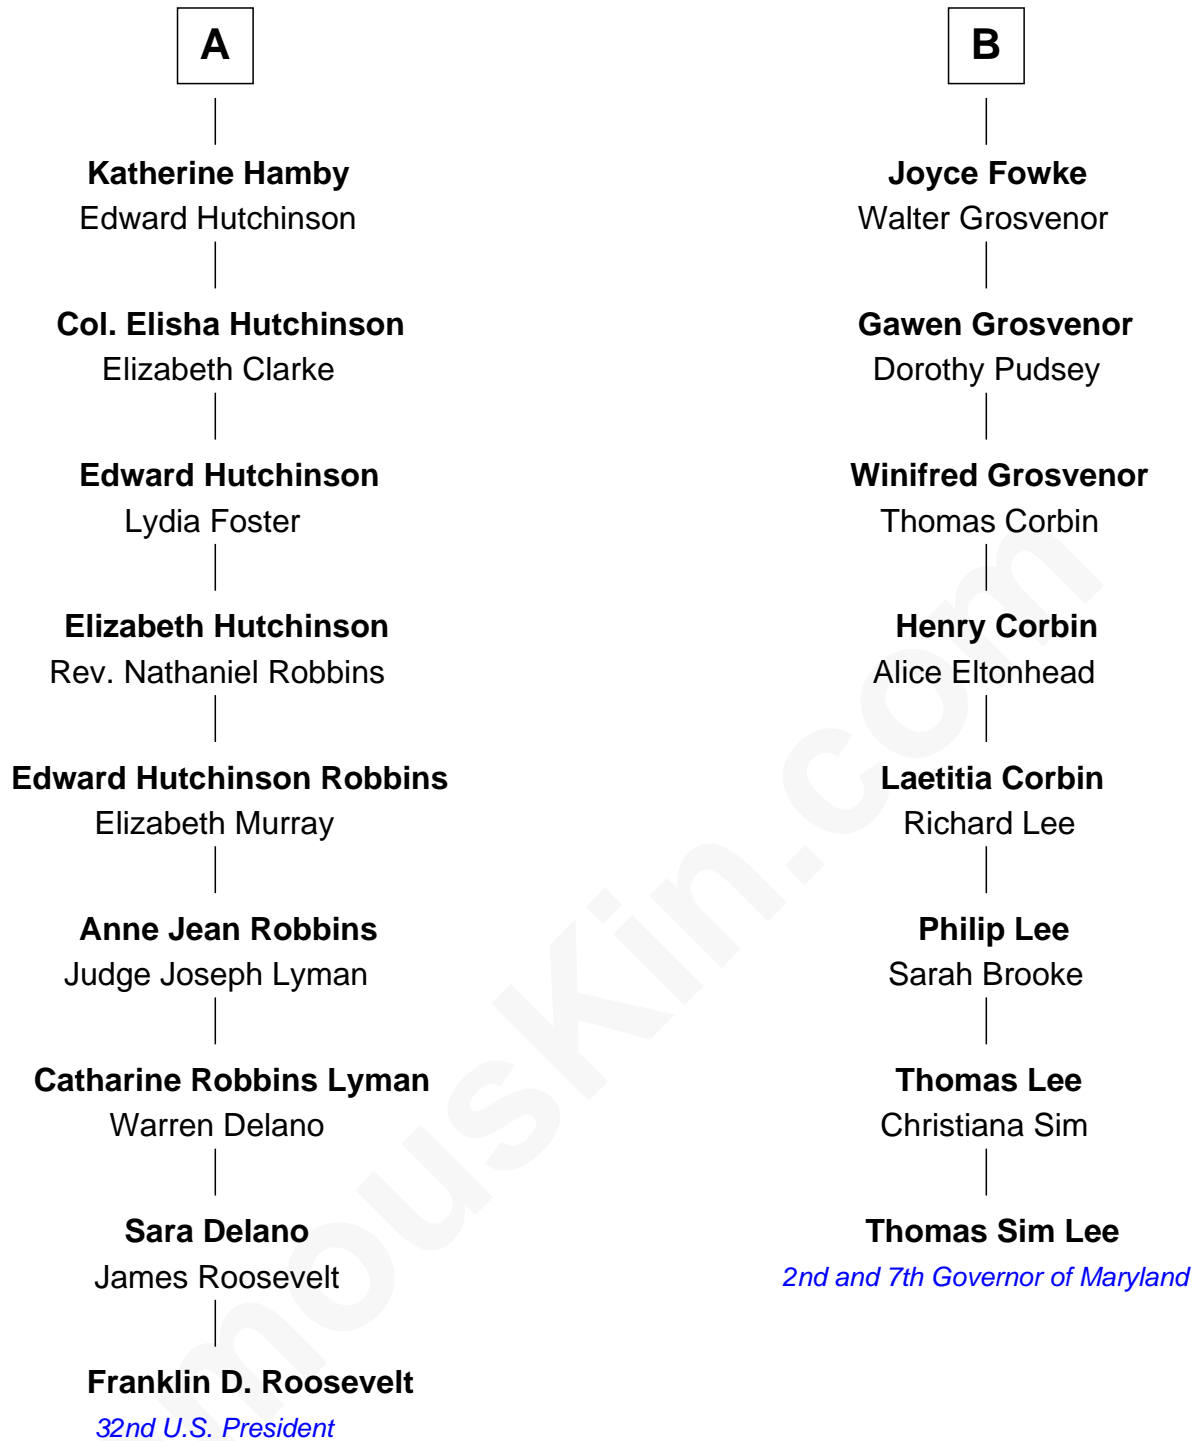 A
Katherine Hamby
Edward Hutchinson
Col. Elisha Hutchinson
Elizabeth Clarke
Edward Hutchinson
Lydia Foster
Elizabeth Hutchinson
Rev. Nathaniel Robbins
Edward Hutchinson Robbins
Elizabeth Murray
Anne Jean Robbins
Judge Joseph Lyman
Catharine Robbins Lyman
Warren Delano
Sara Delano
James Roosevelt
Franklin D. Roosevelt
32nd U.S. President
B
Joyce Fowke
Walter Grosvenor
Gawen Grosvenor
Dorothy Pudsey
Winifred Grosvenor
Thomas Corbin
Henry Corbin
Alice Eltonhead
Laetitia Corbin
Richard Lee
Philip Lee
Sarah Brooke
Thomas Lee
Christiana Sim
Thomas Sim Lee
2nd and 7th Governor of Maryland
mousKin.com